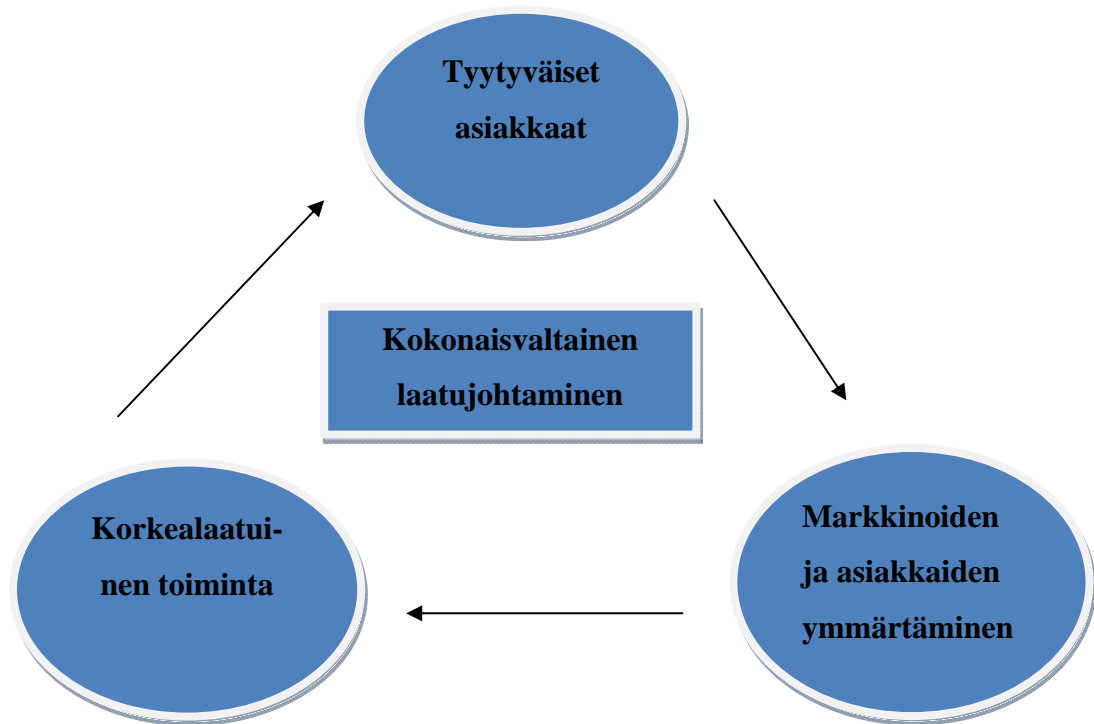 Tyytyväiset
asiakkaat
Kokonaisvaltainen
laatujohtaminen
Korkealaatui-
nen toiminta
Markkinoiden
ja asiakkaiden
ymmärtäminen